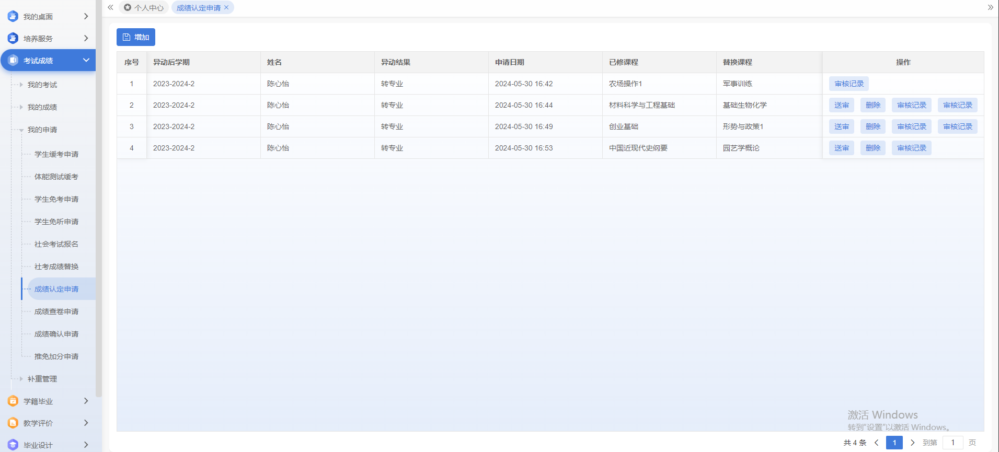 我的桌面
培养服务
考试成绩
我的考试
我的成绩
我的申请
学生缓考申请
体能测试缓考
学生免考申请
学生免听申请
社会考试报名
社考成绩替换
成绩认定申请
成绩查卷申请
成绩确认申请
推免加分申请
补重管理
学籍毕业
教学评价
毕业设计
个人中心 成绩认定申请
增加
序号 异动后学期 姓名 异动结果 申请日期 已修课程 替换课程 操作
1 2023-2024-2 陈心怡 转专业 2024-05-30 16:42 农场操作1 军事训练 审核记录
2 2023-2024-2 陈心怡 转专业 2024-05-30 16:44 材料科学与工程基础 基础生物化学 送审 删除 审核记录 审核记录
3 2023-2024-2 陈心怡 转专业 2024-05-30 16:49 创业基础 形势与政策1 送审 删除 审核记录 审核记录
4 2023-2024-2 陈心怡 转专业 2024-05-30 16:53 中国近现代史纲要 园艺学概论 送审 删除 审核记录
激活 Windows
转到“设置”以激活 Windows。
共 4 条 1 到第 1 页